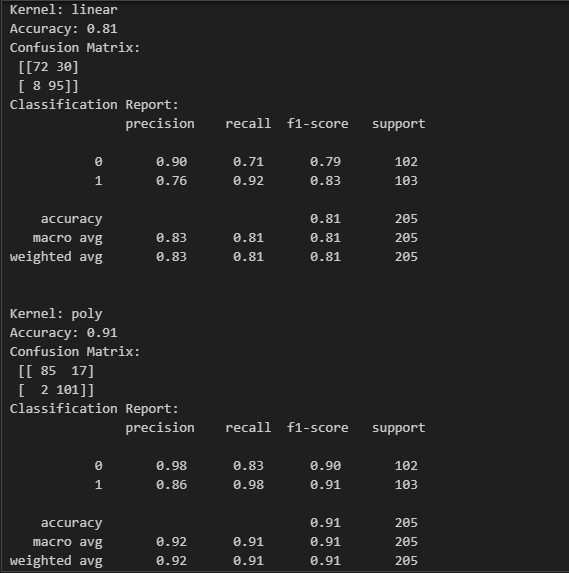 Kernel: linear
Accuracy: 0.81
Confusion Matrix:
[[72 30]
[ 8 95]]
Classification Report:
precision recall f1-score support
0 0.90 0.71 0.79 102
1 0.76 0.92 0.83 103
accuracy 0.81 205
macro avg 0.83 0.81 0.81 205
weighted avg 0.83 0.81 0.81 205
Kernel: poly
Accuracy: 0.91
Confusion Matrix:
[[ 85 17]
[ 2 101]]
Classification Report:
precision recall f1-score support
0 0.98 0.83 0.90 102
1 0.86 0.98 0.91 103
accuracy 0.91 205
macro avg 0.92 0.91 0.91 205
weighted avg 0.92 0.91 0.91 205